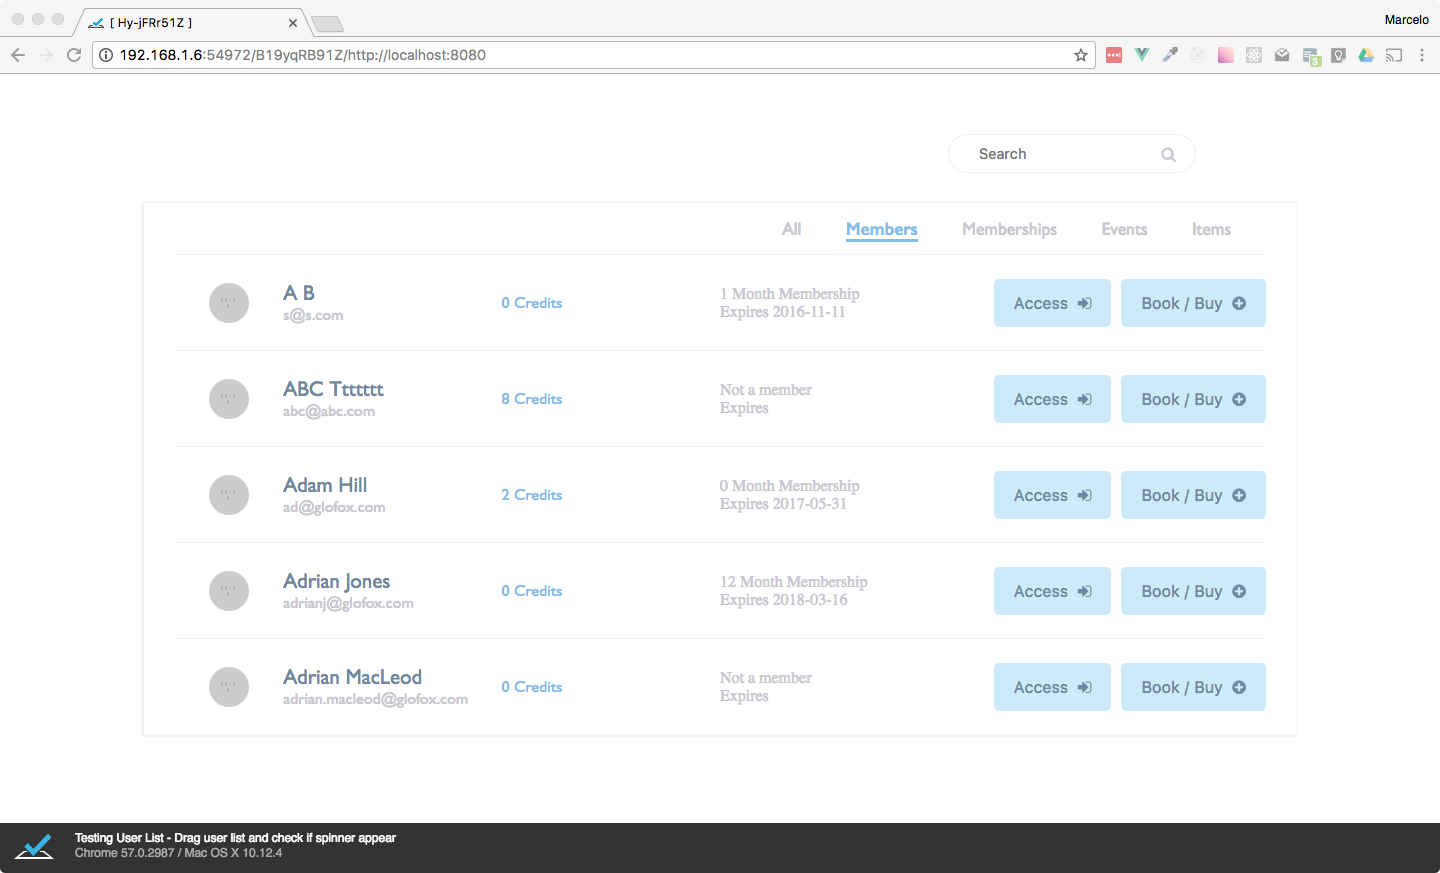 [ Hy-jFRr51Z ]
Marcelo
192.168.1.6:54972/B19yqRB91Z/http://localhost:8080
Search
All Members Memberships Events Items
A B
s@s.com
0 Credits
1 Month Membership
Expires 2016-11-11
Access
Book / Buy
ABC Ttttttt
abc@abc.com
8 Credits
Not a member
Expires
Access
Book / Buy
Adam Hill
ad@glofox.com
2 Credits
0 Month Membership
Expires 2017-05-31
Access
Book / Buy
Adrian Jones
adrianj@glofox.com
0 Credits
12 Month Membership
Expires 2018-03-16
Access
Book / Buy
Adrian MacLeod
adrian.macleod@glofox.com
0 Credits
Not a member
Expires
Access
Book / Buy
Testing User List - Drag user list and check if spinner appear
Chrome 57.0.2987 / Mac OS X 10.12.4